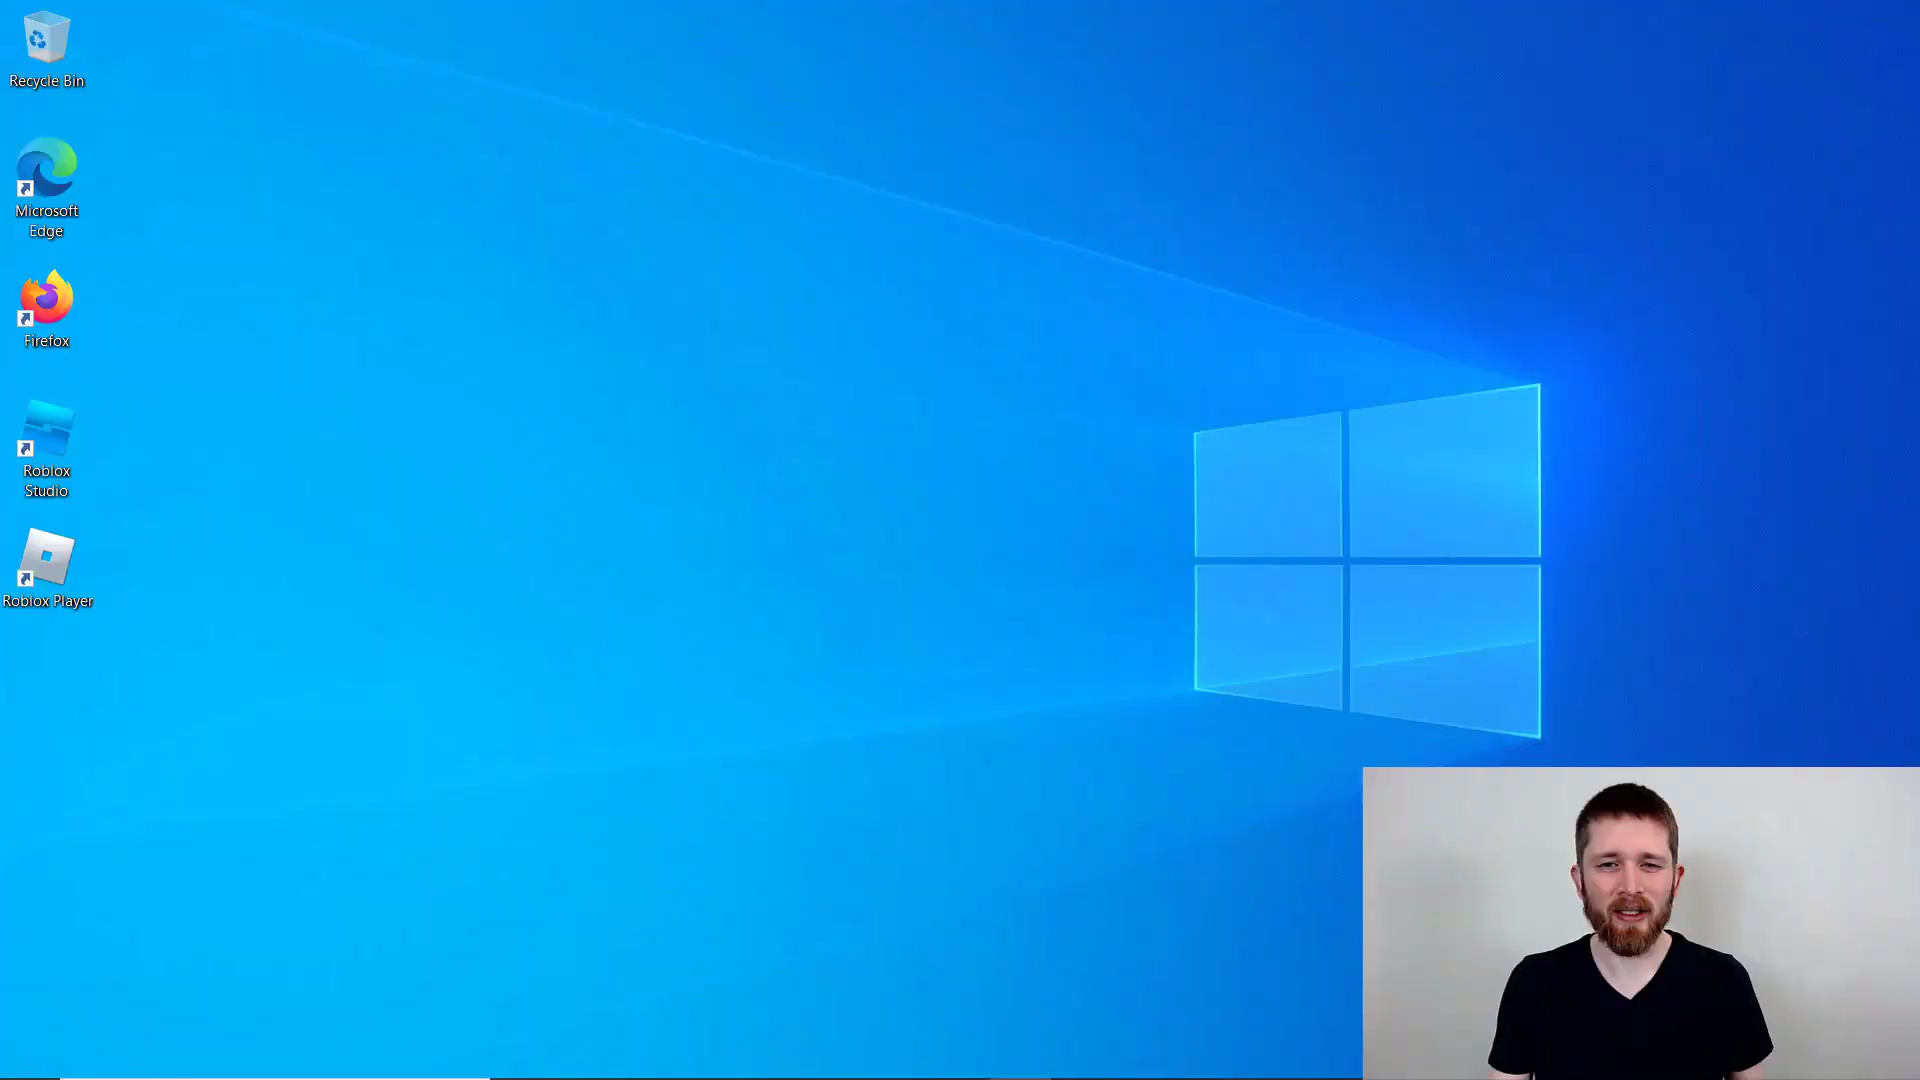 Recycle Bin
Microsoft
Edge
Firefox
Roblox
Studio
Roblox Player